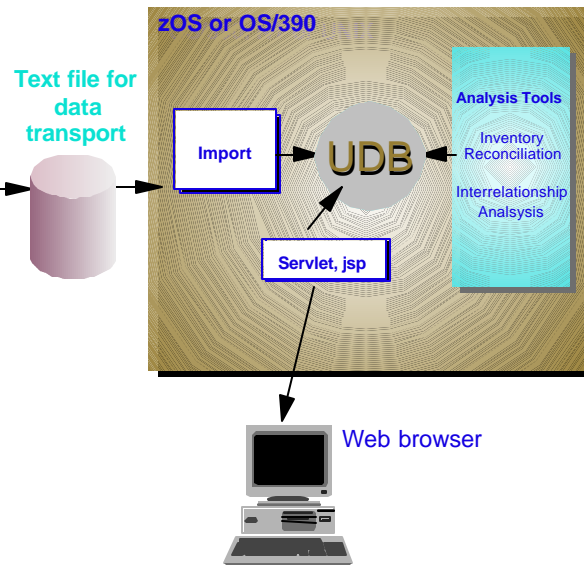 zOS or OS/390
Text file for
data
transport
Import
UDB
Analysis Tools
Inventory
Reconciliation
Interrelationship
Analsysis
Servlet, jsp
Web browser